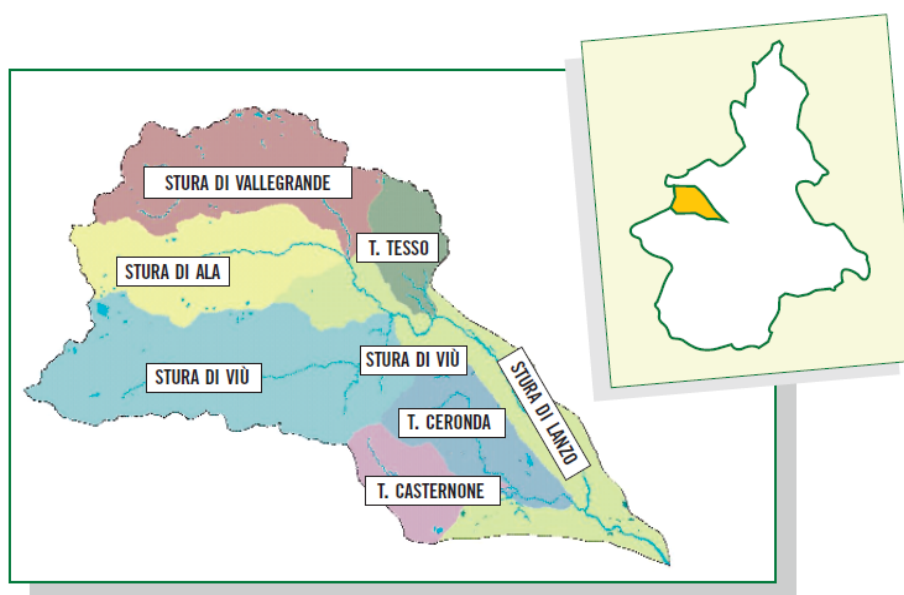 STURA DI VALLEGRANDE
T. TESSO
STURA DI ALA
STURA DI VIÙ
STURA DI VIÙ
STURA DI LANZO
T. CERONDA
T. CASTERNONE